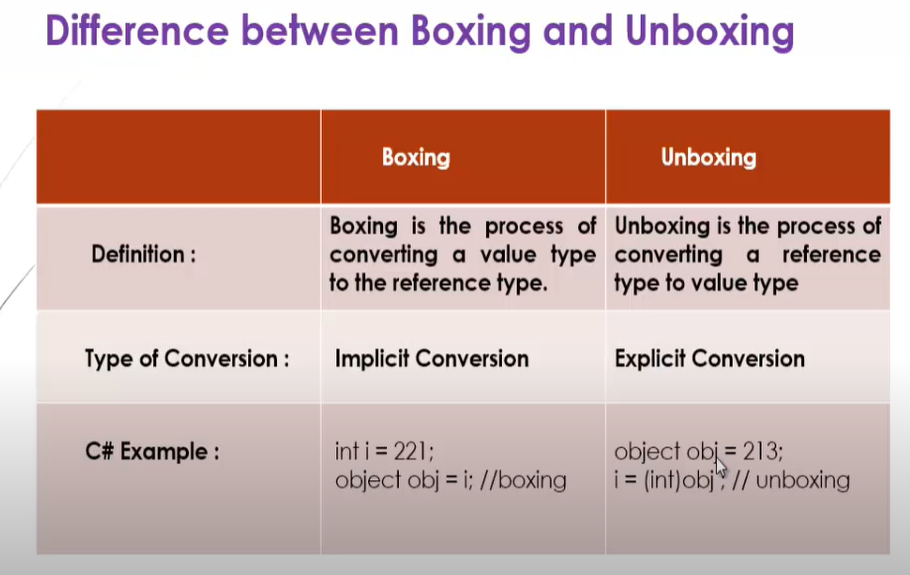 Difference between Boxing and Unboxing
Boxing
Unboxing
Definition :
Boxing is the process of
converting a value type
to the reference type.
Unboxing is the process of
converting a reference
type to value type
Type of Conversion :
Implicit Conversion
Explicit Conversion
C# Example :
int i = 221;
object obj = i; //boxing
object obj = 213;
i = (int)obj ; // unboxing